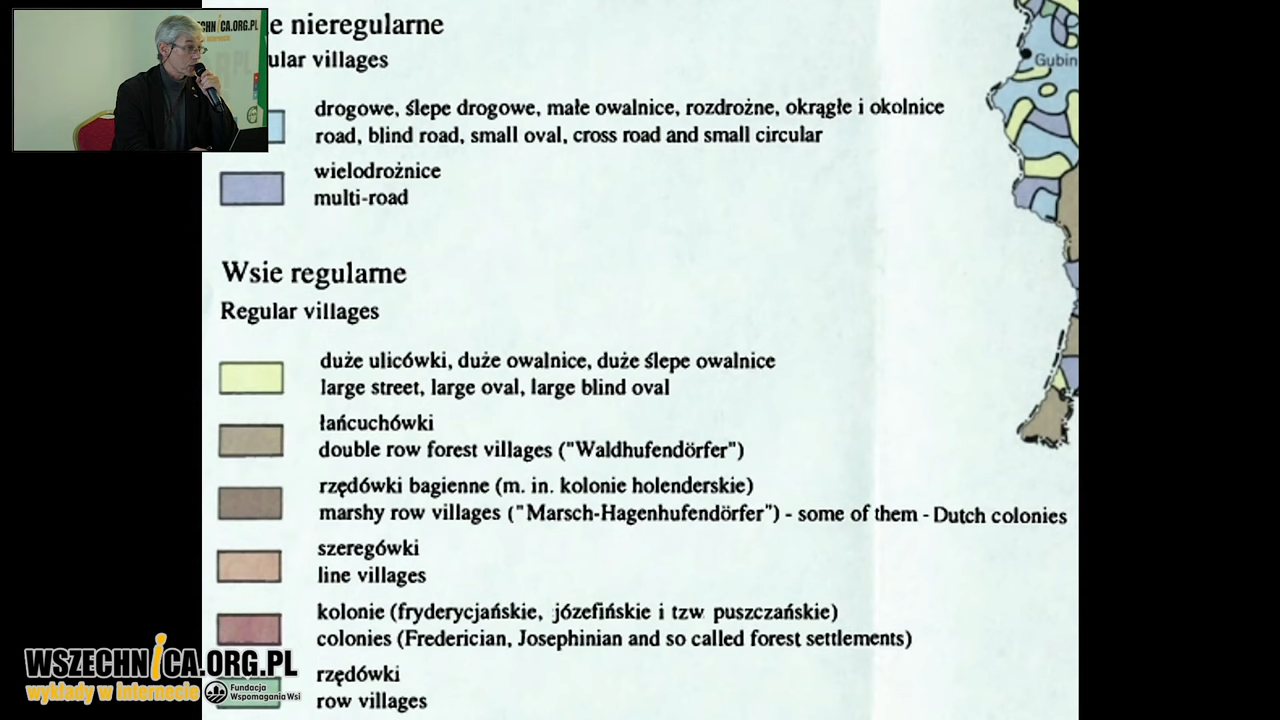 ZECHNiCA.ORG.PL
e nieregularne
ular villages
drogowe, ślepe drogowe, małe owalnice, rozdrożne, okrągłe i okolnice
road, blind road, small oval, cross road and small circular
wielodrożnice
multi-road
Wsie regularne
Regular villages
duże ulicówki, duże owalnice, duże ślepe owalnice
large street, large oval, large blind oval
łańcuchówki
double row forest villages ("Waldhufendörfer")
rzędówki bagienne (m. in. kolonie holenderskie)
marshy row villages ("Marsch-Hagenhufendörfer") - some of them - Dutch colonies
szeregówki
line villages
kolonie (fryderycjańskie, józefińskie i tzw puszczańskie)
colonies (Frederician, Josephinian and so called forest settlements)
rzędówki
row villages
Gubin
WSZECHNiCA.ORG.PL
wykłady w internecie
Fundacja
Wspomagania Wsi